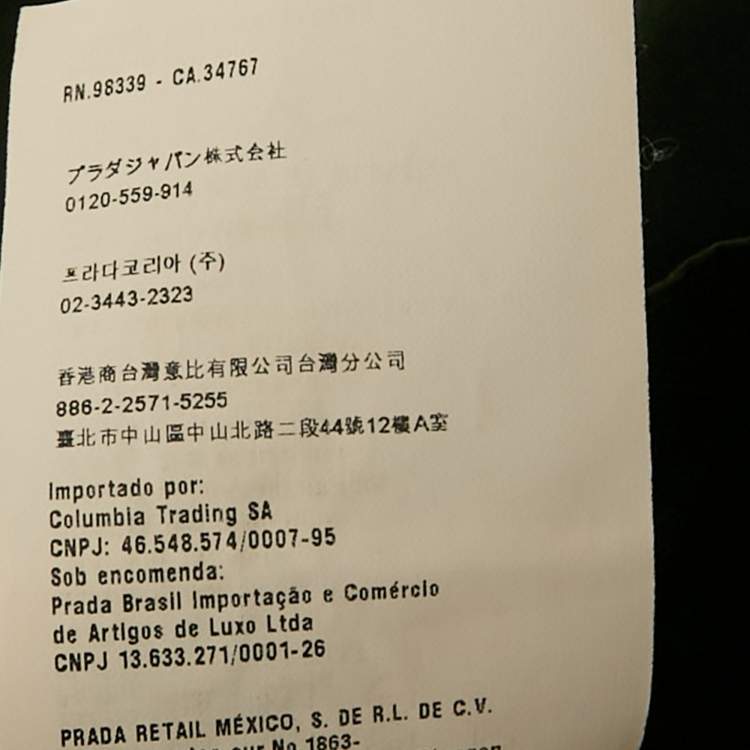 RN.98339 - CA.34767
プラダジャパン株式会社
0120-559-914
프라다코리아 (주)
02-3443-2323
香港商台灣意比有限公司台灣分公司
886-2-2571-5255
臺北市中山區中山北路二段44號12樓A室
Importado por:
Columbia Trading SA
CNPJ: 46.548.574/0007-95
Sob encomenda:
Prada Brasil Importação e Comércio
de Artigos de Luxo Ltda
CNPJ 13.633.271/0001-26
PRADA RETAIL MÉXICO, S. DE R.L. DE C.V.
sur No 1863-